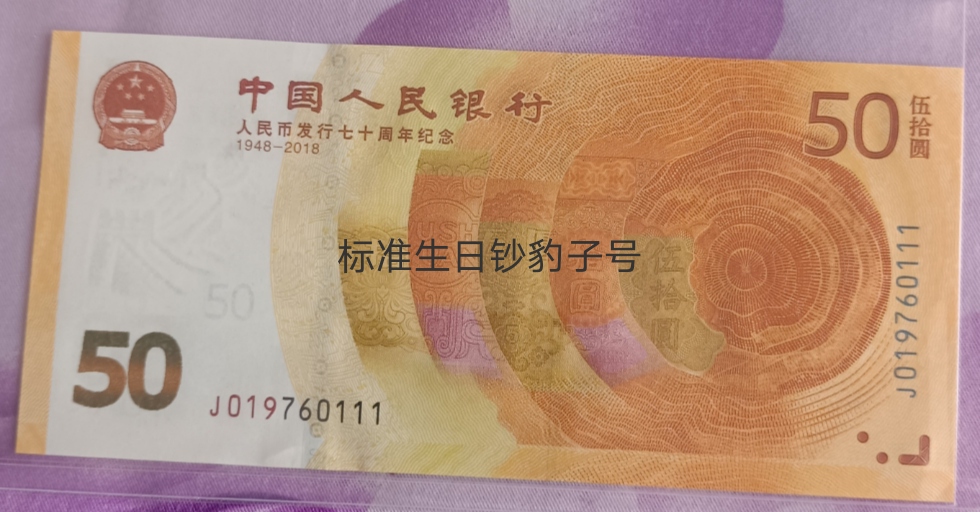 中国人民银行
人民币发行七十周年纪念
1948-2018
50
伍拾圆
标准生日钞豹子号
伍拾圆
50
50
J019760111
J019760111